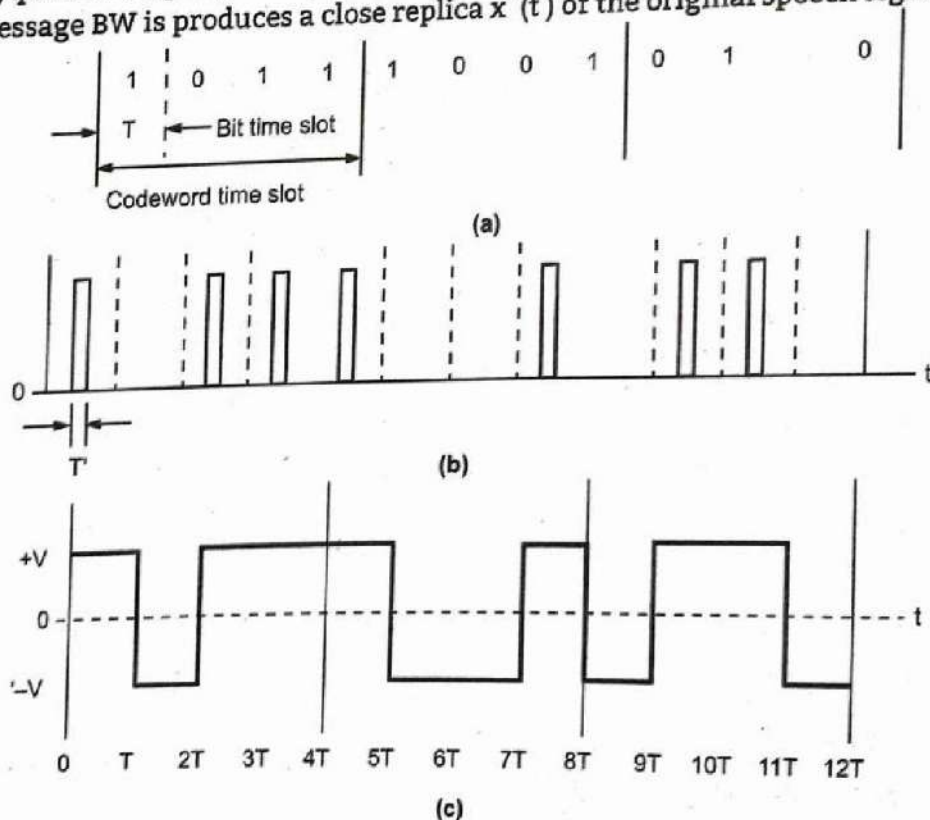 essage BW is produces a close replica x (t) of the original
1 0 1 1 1 0 0 1 0 1 0
T Bit time slot
Codeword time slot
(a)
0 t
T'
(b)
+V
0 t
-V
0 T 2T 3T 4T 5T 6T 7T 8T 9T 10T 11T 12T
(c)